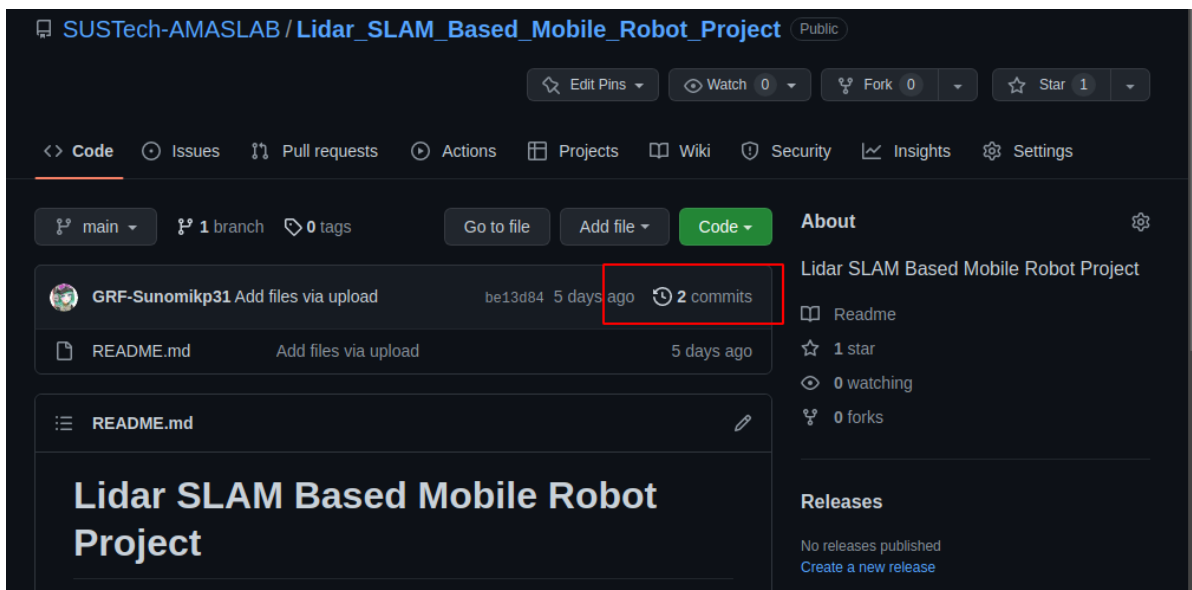 SUSTech-AMASLAB / Lidar_SLAM_Based_Mobile_Robot_Project Public
Edit Pins Watch 0 Fork 0 Star 1
Code Issues Pull requests Actions Projects Wiki Security Insights Settings
main 1 branch 0 tags Go to file Add file Code
GRF-Sunomikp31 Add files via upload be13d84 5 days ago 2 commits
README.md Add files via upload 5 days ago
README.md
Lidar SLAM Based Mobile Robot
Project
About
Lidar SLAM Based Mobile Robot Project
Readme
1 star
0 watching
0 forks
Releases
No releases published
Create a new release